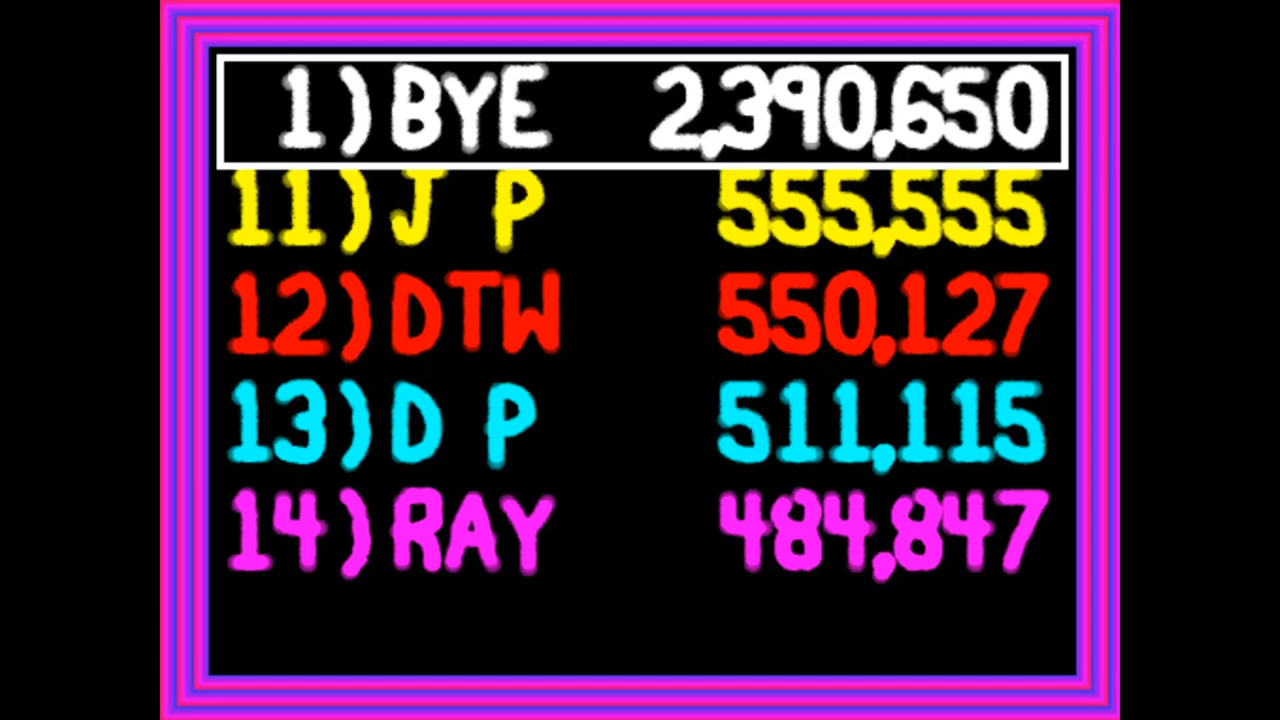 1) BYE 2,390,650
11) J P 555,555
12) DTW 550,127
13) D P 511,115
14) RAY 484,847